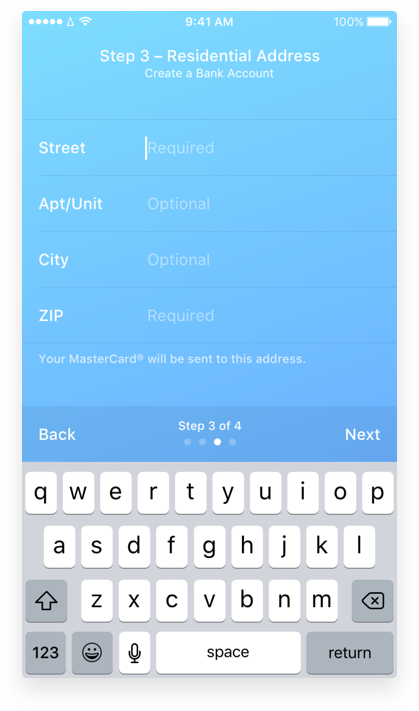 9:41 AM 100%
Step 3 – Residential Address
Create a Bank Account
Street Required
Apt/Unit Optional
City Optional
ZIP Required
Your MasterCard® will be sent to this address.
Step 3 of 4
Back Next
q w e r t y u i o p
a s d f g h j k l
z x c v b n m
123 space return